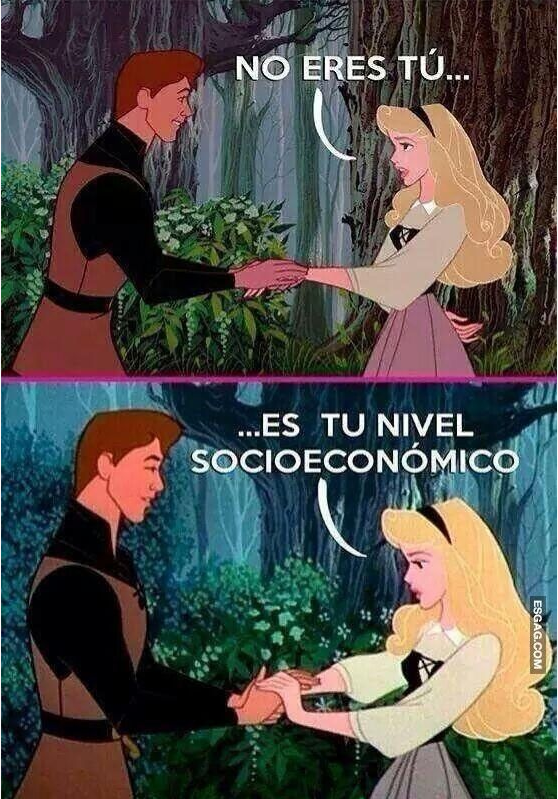 NO ERES TÚ...
...ES TU NIVEL
SOCIOECONÓMICO
ESGAG.COM